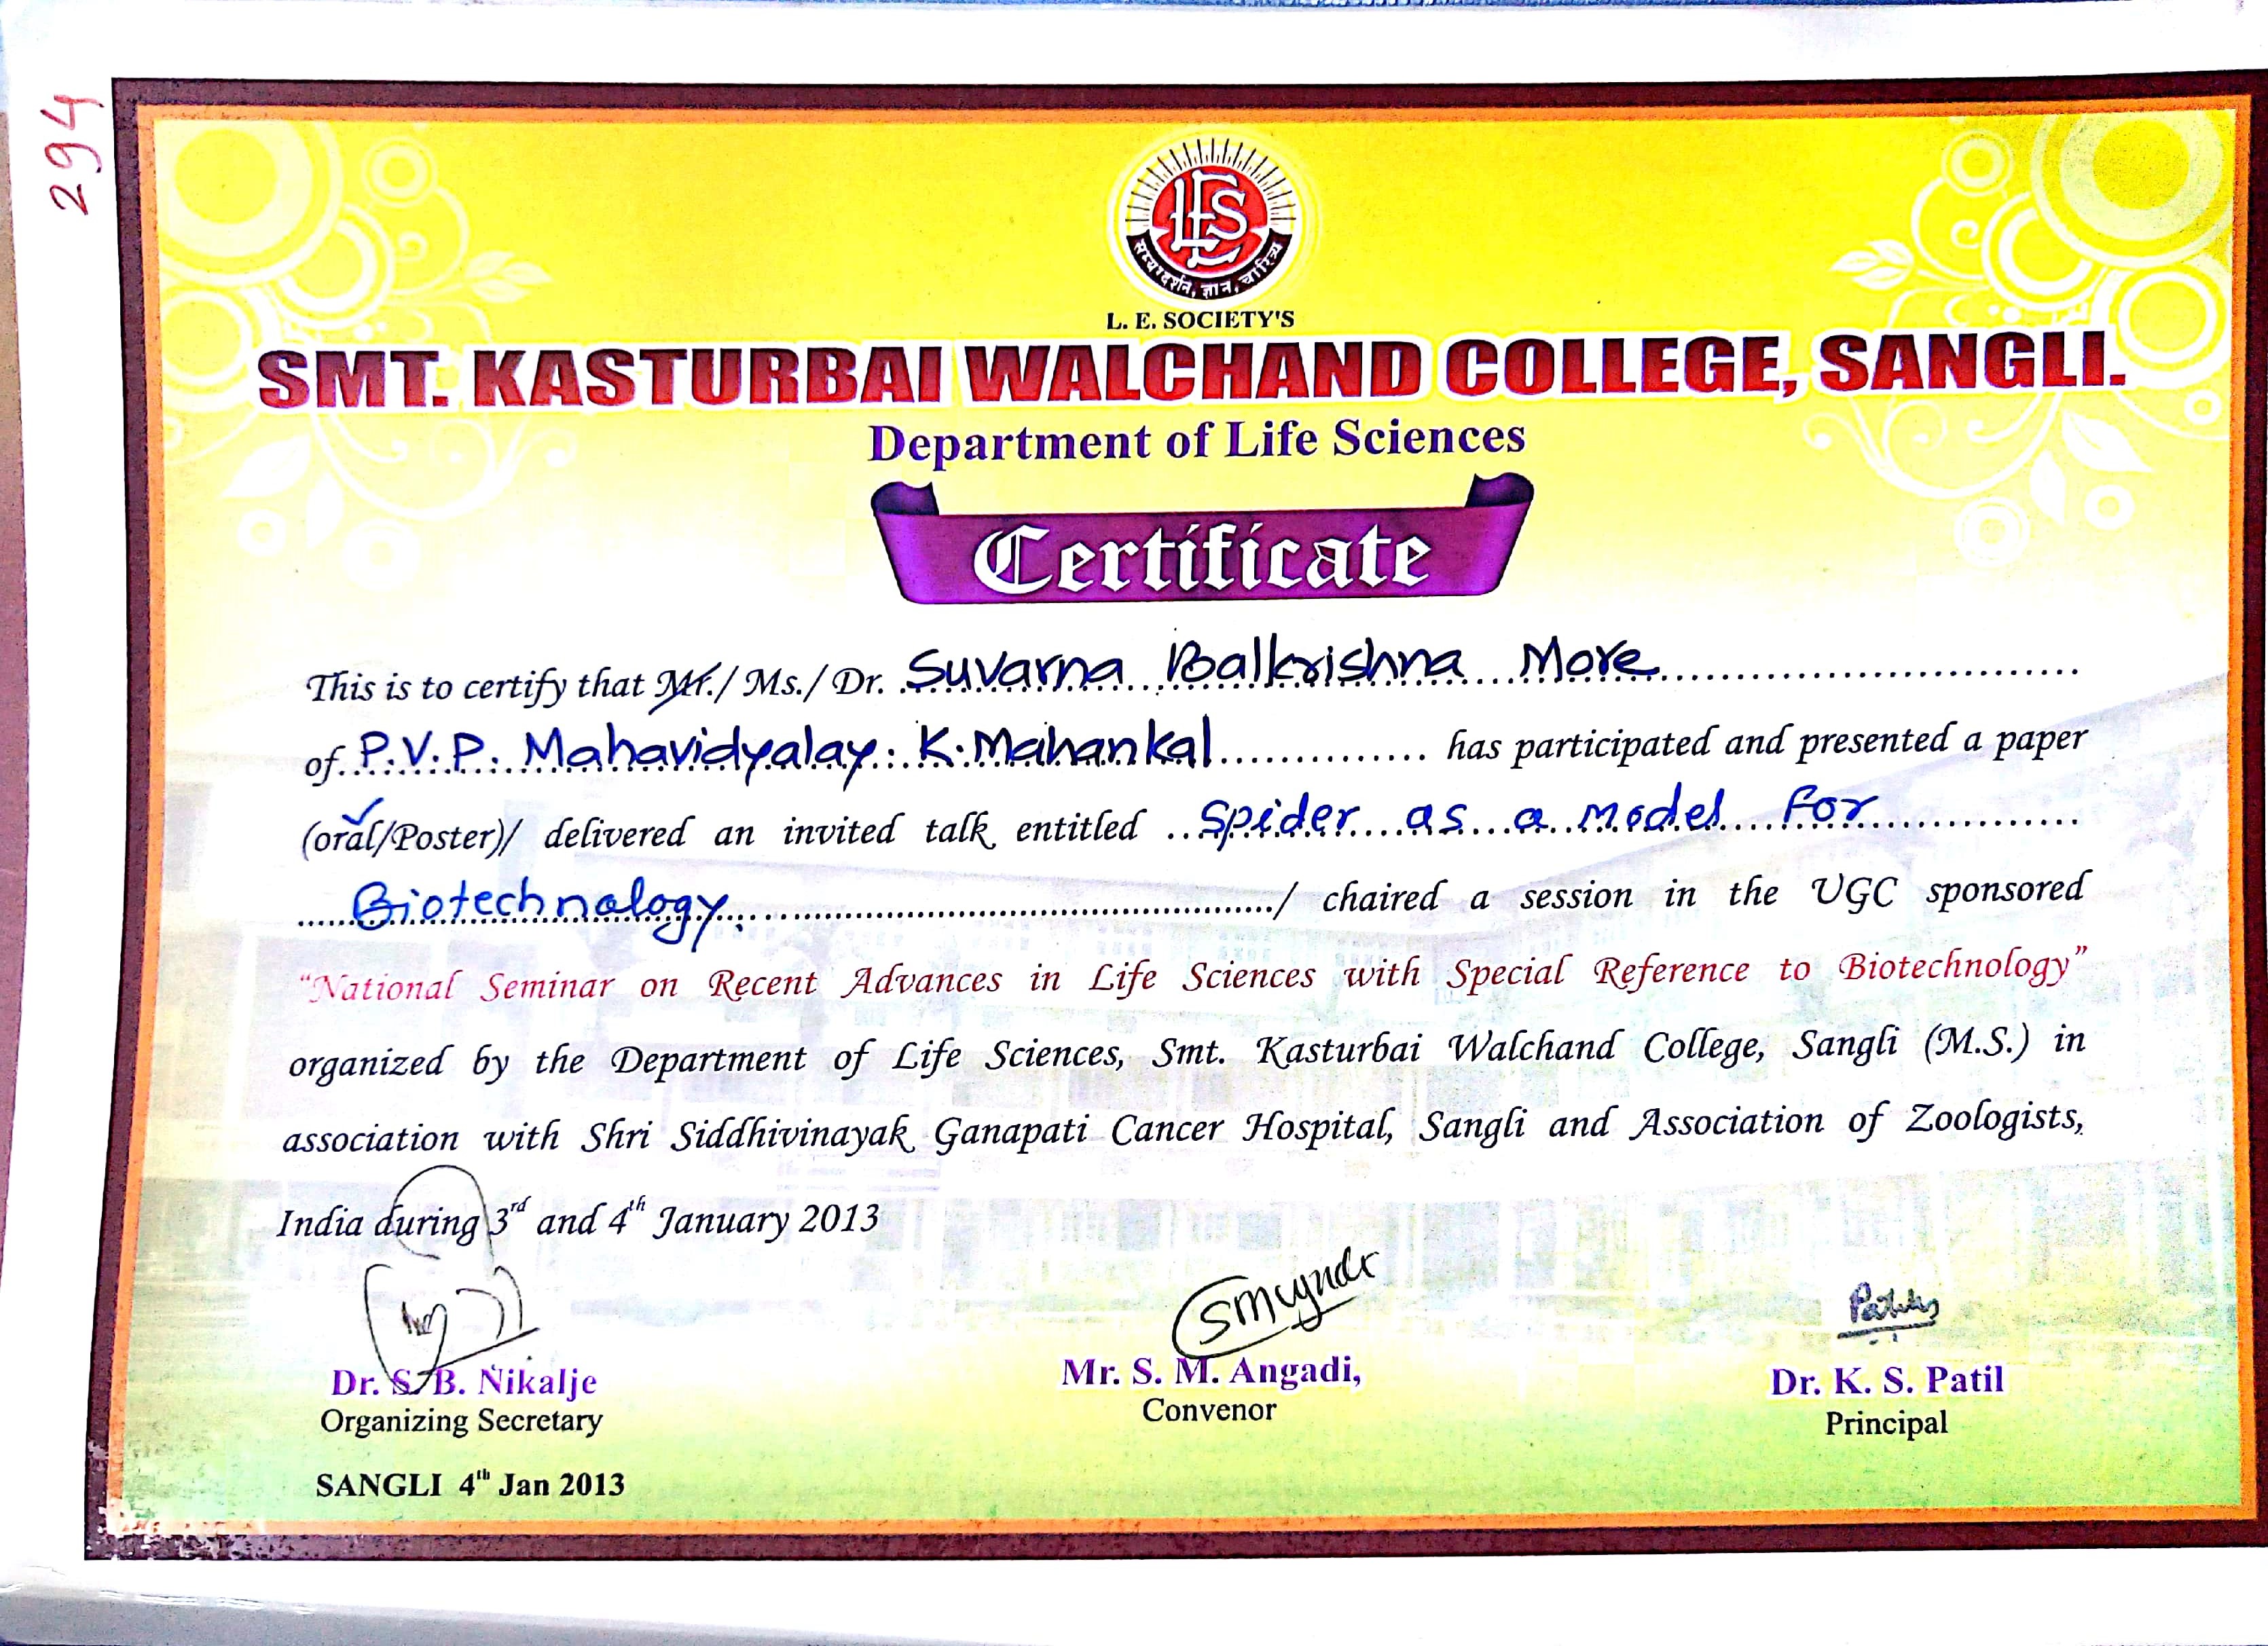 294
LES
सम्यग्दर्शन, ज्ञान, चारित्र्य
L. E. SOCIETY'S
SMT. KASTURBAI WALCHAND COLLEGE, SANGLI.
Department of Life Sciences
Certificate
This is to certify that Mr./ Ms./ Dr. Suvarna Balkrishna More
of P.V.P. Mahavidyalay. K.Mahankal has participated and presented a paper
(oral/Poster)/ delivered an invited talk entitled Spider as a model for
Biotechnology. / chaired a session in the UGC sponsored
“National Seminar on Recent Advances in Life Sciences with Special Reference to Biotechnology”
organized by the Department of Life Sciences, Smt. Kasturbai Walchand College, Sangli (M.S.) in
association with Shri Siddhivinayak Ganapati Cancer Hospital, Sangli and Association of Zoologists,
India during 3rd and 4th January 2013
Dr. S. B. Nikalje Mr. S. M. Angadi, Dr. K. S. Patil
Organizing Secretary Convenor Principal
SANGLI 4th Jan 2013